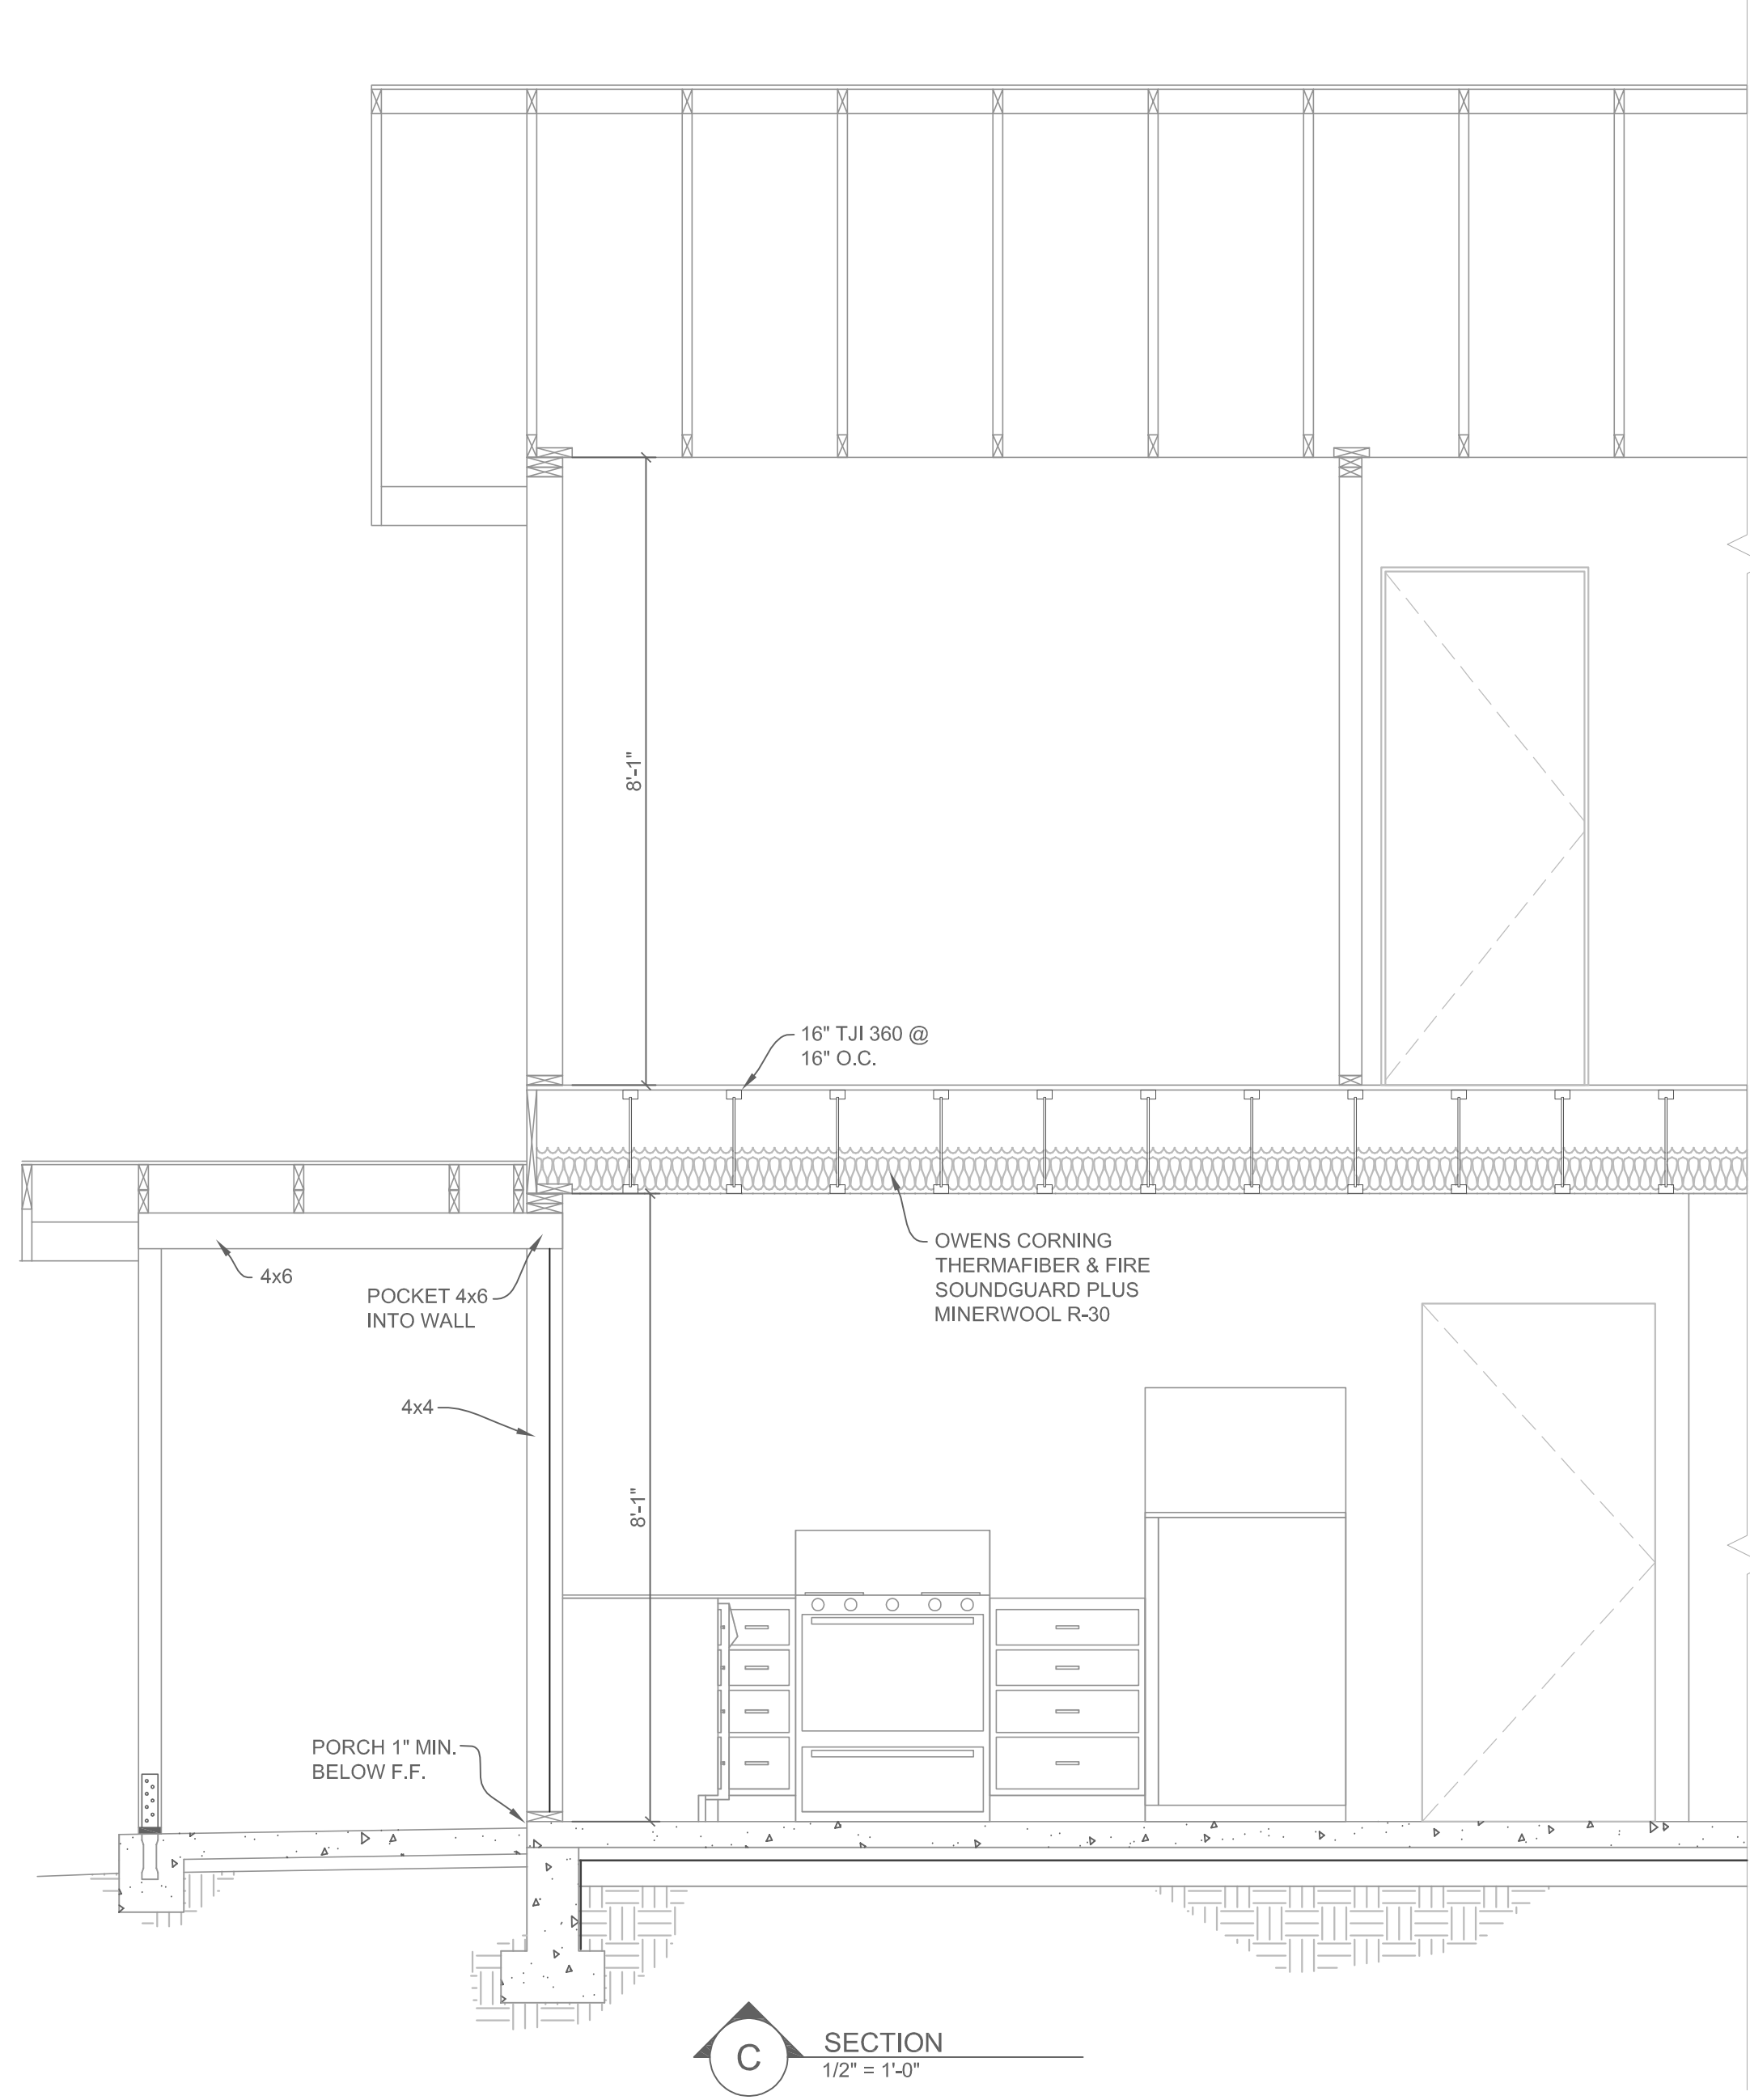 8'-1"
16" TJI 360 @
16" O.C.
OWENS CORNING
THERMAFIBER & FIRE
SOUNDGUARD PLUS
MINERWOOL R-30
4x6
POCKET 4x6
INTO WALL
4x4
8'-1"
PORCH 1" MIN.
BELOW F.F.
C
SECTION
1/2" = 1'-0"